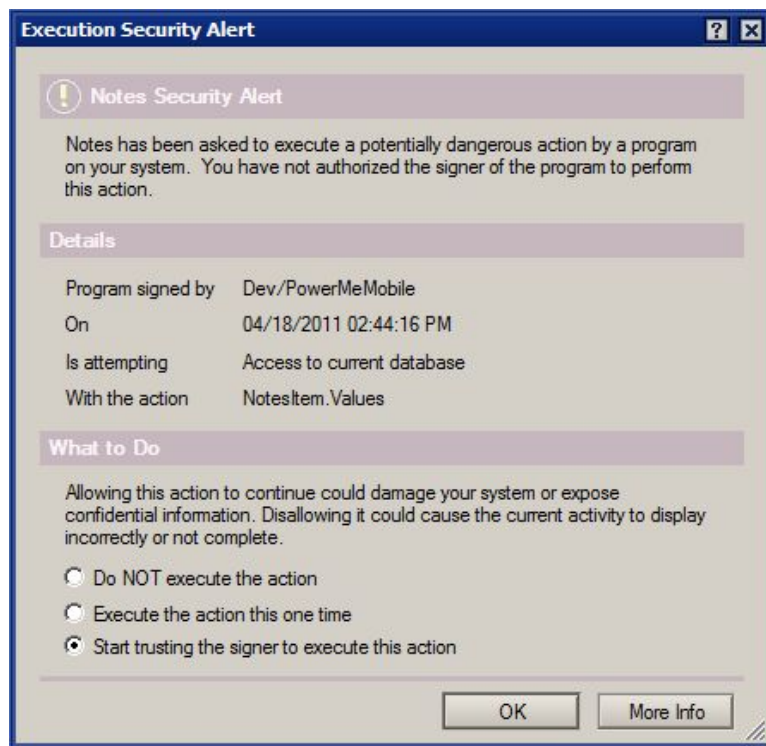 Execution Security Alert
Notes Security Alert
Notes has been asked to execute a potentially dangerous action by a program
on your system.  You have not authorized the signer of the program to perform
this action.
Details
Program signed by Dev/PowerMeMobile
On 04/18/2011 02:44:16 PM
Is attempting Access to current database
With the action NotesItem.Values
What to Do
Allowing this action to continue could damage your system or expose
confidential information. Disallowing it could cause the current activity to display
incorrectly or not complete.
Do NOT execute the action
Execute the action this one time
Start trusting the signer to execute this action
OK More Info